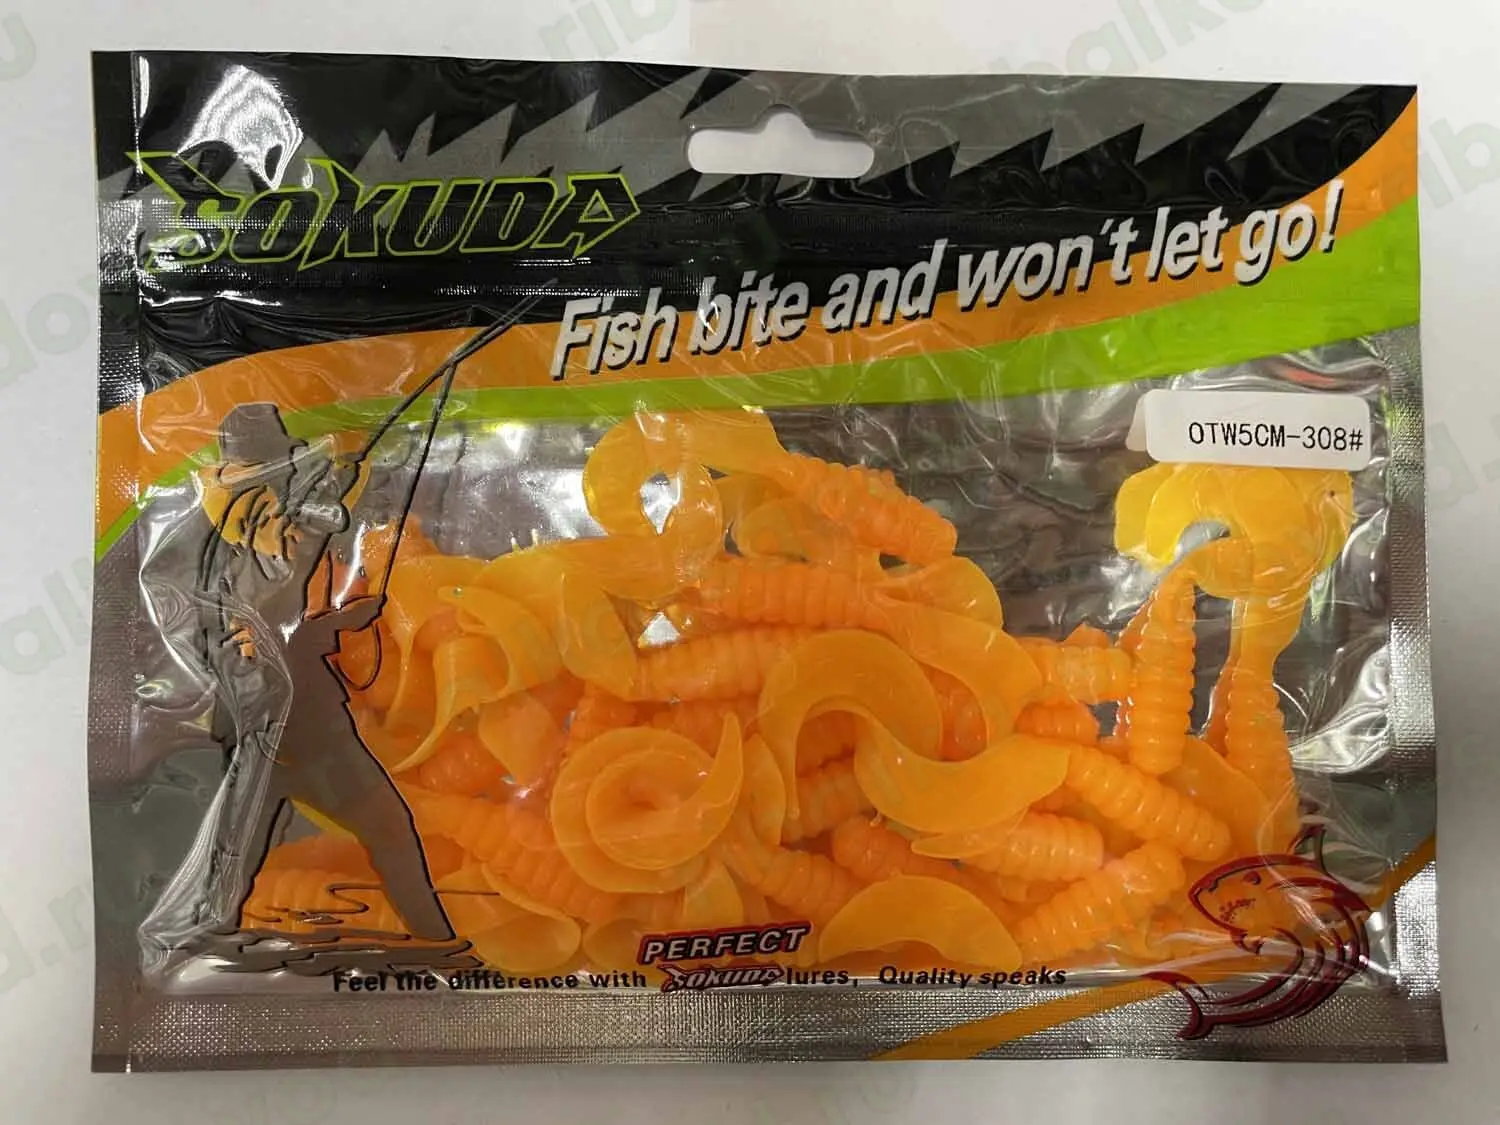 SOKUDA
Fish bite and won't let go!
OTW5CM-308#
PERFECT
Feel the difference with SOKUDA lures, Quality speaks